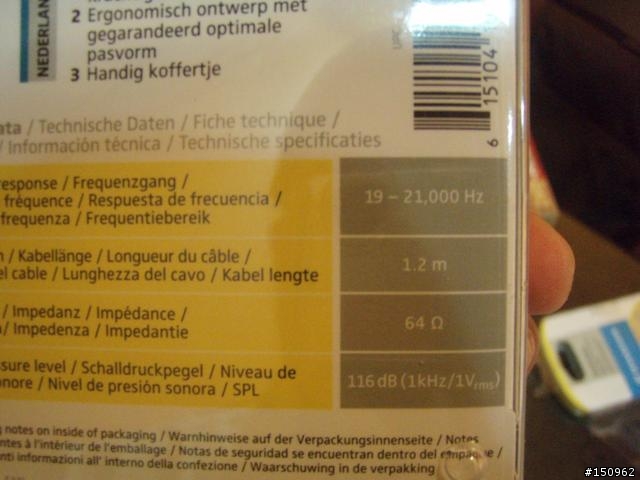 NEDERLAN
2 Ergonomisch ontwerp met
gegarandeerd optimale
pasvorm
3 Handig koffertje
6 15104
ata / Technische Daten / Fiche technique /
/ Información técnica / Technische specificaties
esponse / Frequenzgang /
fréquence / Respuesta de frecuencia /
frequenza / Frequentiebereik
19 – 21,000 Hz
/ Kabellänge / Longueur du câble /
el cable / Lunghezza del cavo / Kabel lengte
1.2 m
/ Impedanz / Impédance /
/ Impedenza / Impedantie
64 Ω
ssure level / Schalldruckpegel / Niveau de
onore / Nivel de presión sonora / SPL
116 dB (1kHz/1Vrms)
g notes on inside of packaging / Warnhinweise auf der Verpackungsinnenseite / Notes
ntes à l'intérieur de l'emballage / Notas de seguridad se encuentran dentro del empaque /
nti informazioni all' interno della confezione / Waarschuwing in de verpakking
#150962